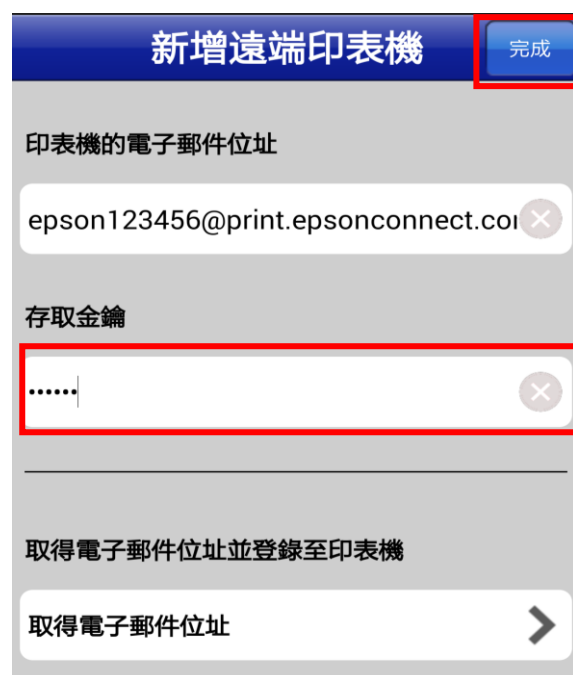 新增遠端印表機
完成
印表機的電子郵件位址
epson123456@print.epsonconnect.co
存取金鑰
••••••
取得電子郵件位址並登錄至印表機
取得電子郵件位址